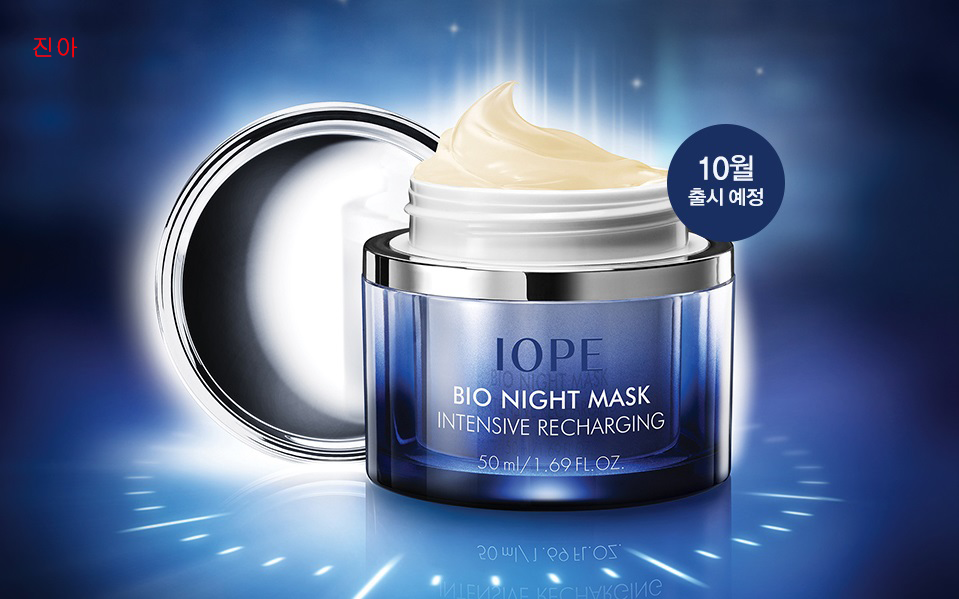 진아
10월
출시 예정
IOPE
BIO NIGHT MASK
INTENSIVE RECHARGING
50 ml/1.69 FL.OZ.